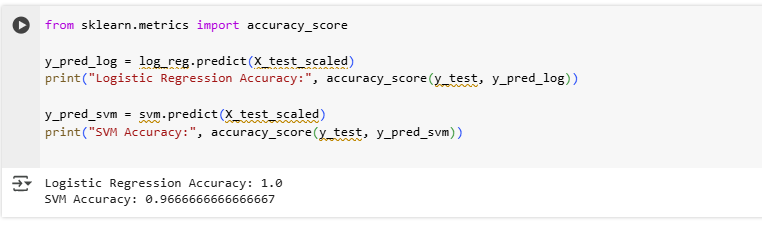 from sklearn.metrics import accuracy_score
y_pred_log = log_reg.predict(X_test_scaled)
print("Logistic Regression Accuracy:", accuracy_score(y_test, y_pred_log))
y_pred_svm = svm.predict(X_test_scaled)
print("SVM Accuracy:", accuracy_score(y_test, y_pred_svm))
Logistic Regression Accuracy: 1.0
SVM Accuracy: 0.9666666666666667